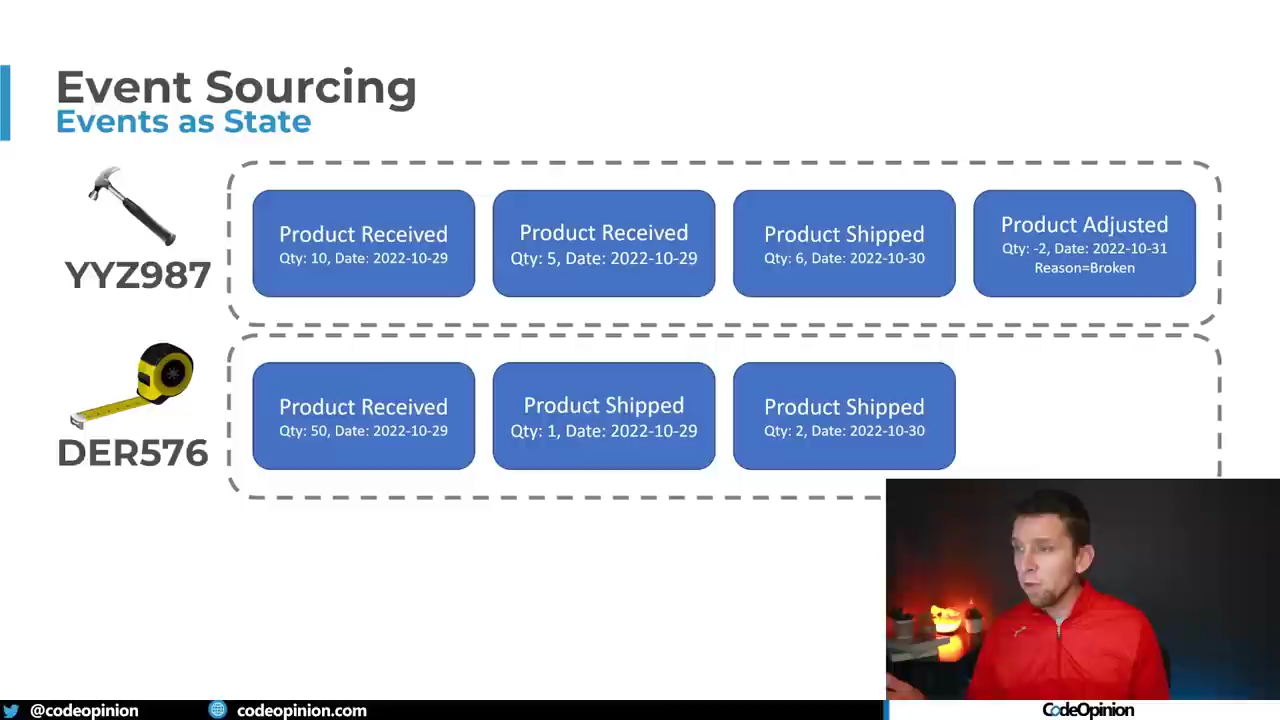 Event Sourcing
Events as State
YYZ987
Product Received
Qty: 10, Date: 2022-10-29
Product Received
Qty: 5, Date: 2022-10-29
Product Shipped
Qty: 6, Date: 2022-10-30
Product Adjusted
Qty: -2, Date: 2022-10-31
Reason=Broken
DER576
Product Received
Qty: 50, Date: 2022-10-29
Product Shipped
Qty: 1, Date: 2022-10-29
Product Shipped
Qty: 2, Date: 2022-10-30
@codeopinion
codeopinion.com
CodeOpinion